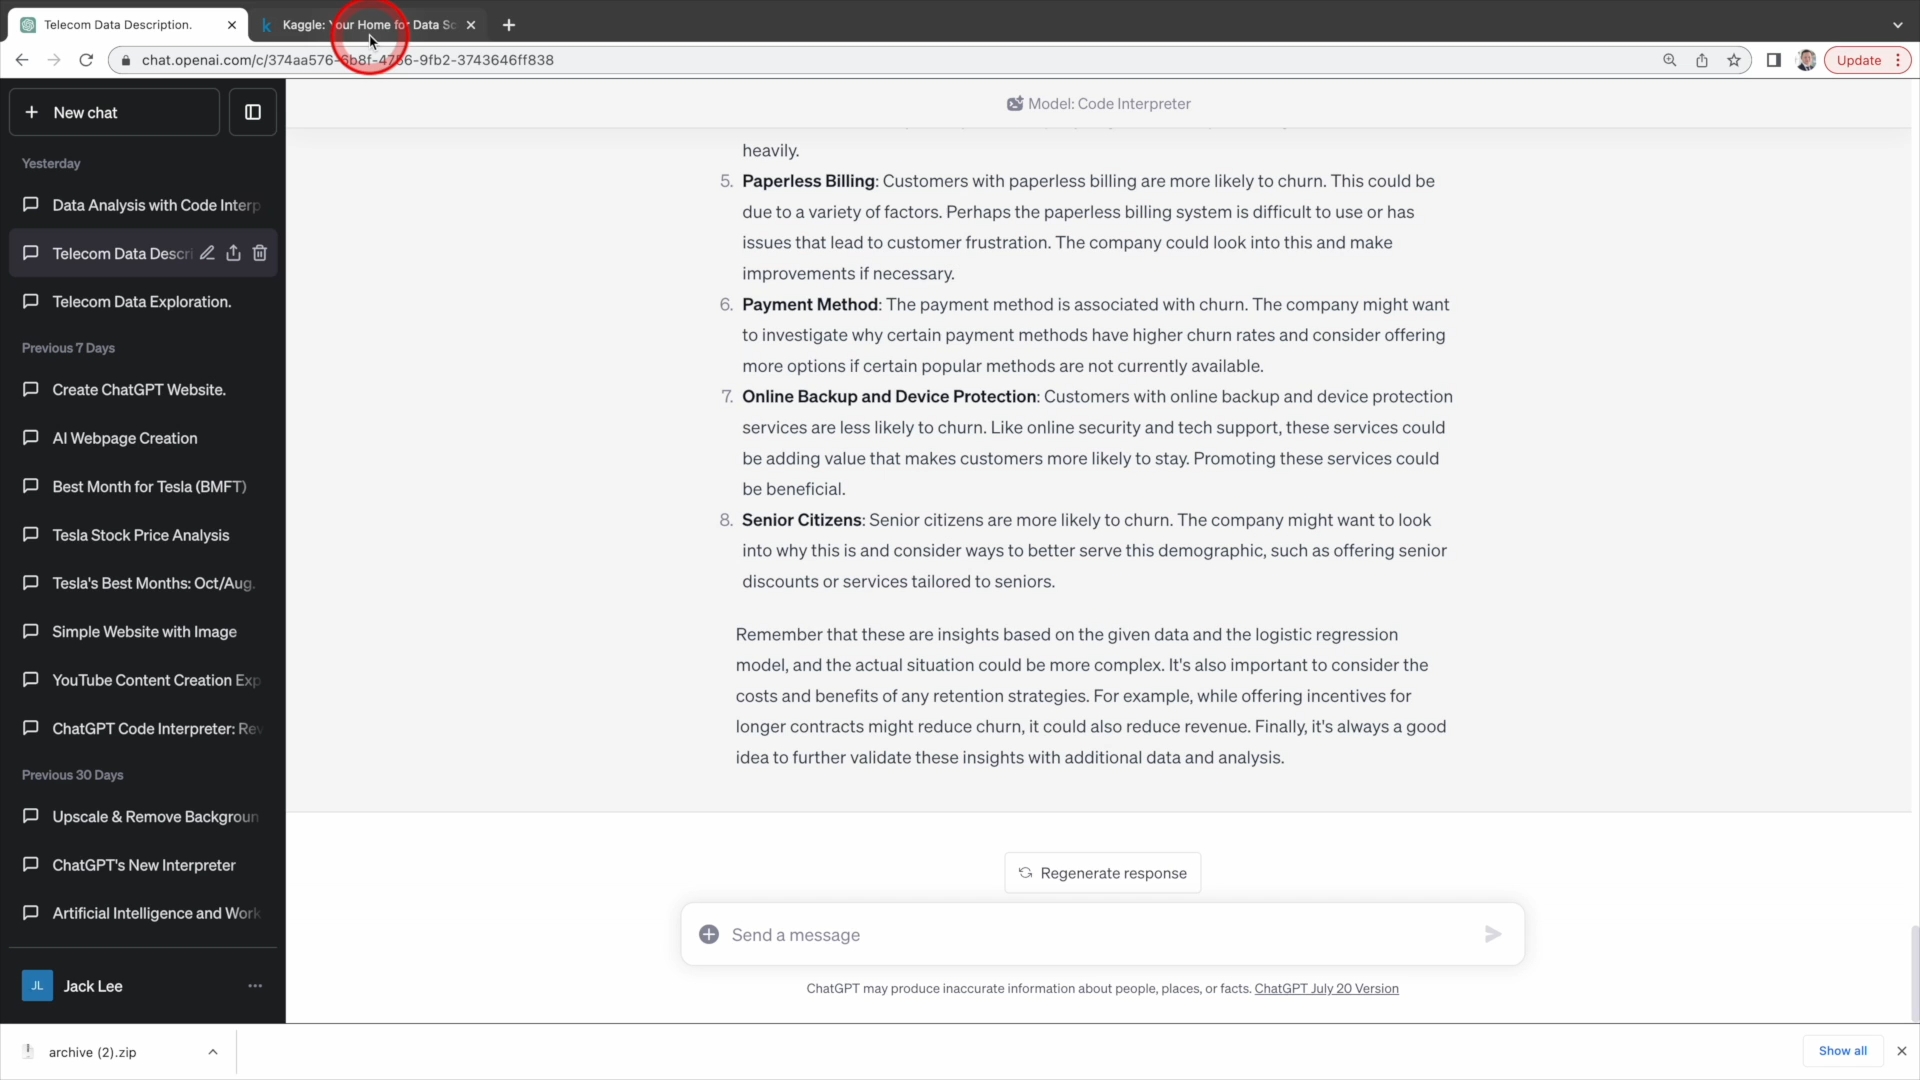 Telecom Data Description.
Kaggle: Your Home for Data Sc
chat.openai.com/c/374aa576-6b8f-4756-9fb2-3743646ff838
Update
New chat
Model: Code Interpreter
Yesterday
Data Analysis with Code Interp
Telecom Data Descri
Telecom Data Exploration.
Previous 7 Days
Create ChatGPT Website.
AI Webpage Creation
Best Month for Tesla (BMFT)
Tesla Stock Price Analysis
Tesla's Best Months: Oct/Aug.
Simple Website with Image
YouTube Content Creation Exp
ChatGPT Code Interpreter: Rev
Previous 30 Days
Upscale & Remove Backgroun
ChatGPT's New Interpreter
Artificial Intelligence and Work
JL Jack Lee
heavily.
5. Paperless Billing: Customers with paperless billing are more likely to churn. This could be
due to a variety of factors. Perhaps the paperless billing system is difficult to use or has
issues that lead to customer frustration. The company could look into this and make
improvements if necessary.
6. Payment Method: The payment method is associated with churn. The company might want
to investigate why certain payment methods have higher churn rates and consider offering
more options if certain popular methods are not currently available.
7. Online Backup and Device Protection: Customers with online backup and device protection
services are less likely to churn. Like online security and tech support, these services could
be adding value that makes customers more likely to stay. Promoting these services could
be beneficial.
8. Senior Citizens: Senior citizens are more likely to churn. The company might want to look
into why this is and consider ways to better serve this demographic, such as offering senior
discounts or services tailored to seniors.
Remember that these are insights based on the given data and the logistic regression
model, and the actual situation could be more complex. It's also important to consider the
costs and benefits of any retention strategies. For example, while offering incentives for
longer contracts might reduce churn, it could also reduce revenue. Finally, it's always a good
idea to further validate these insights with additional data and analysis.
Regenerate response
Send a message
ChatGPT may produce inaccurate information about people, places, or facts. ChatGPT July 20 Version
archive (2).zip
Show all